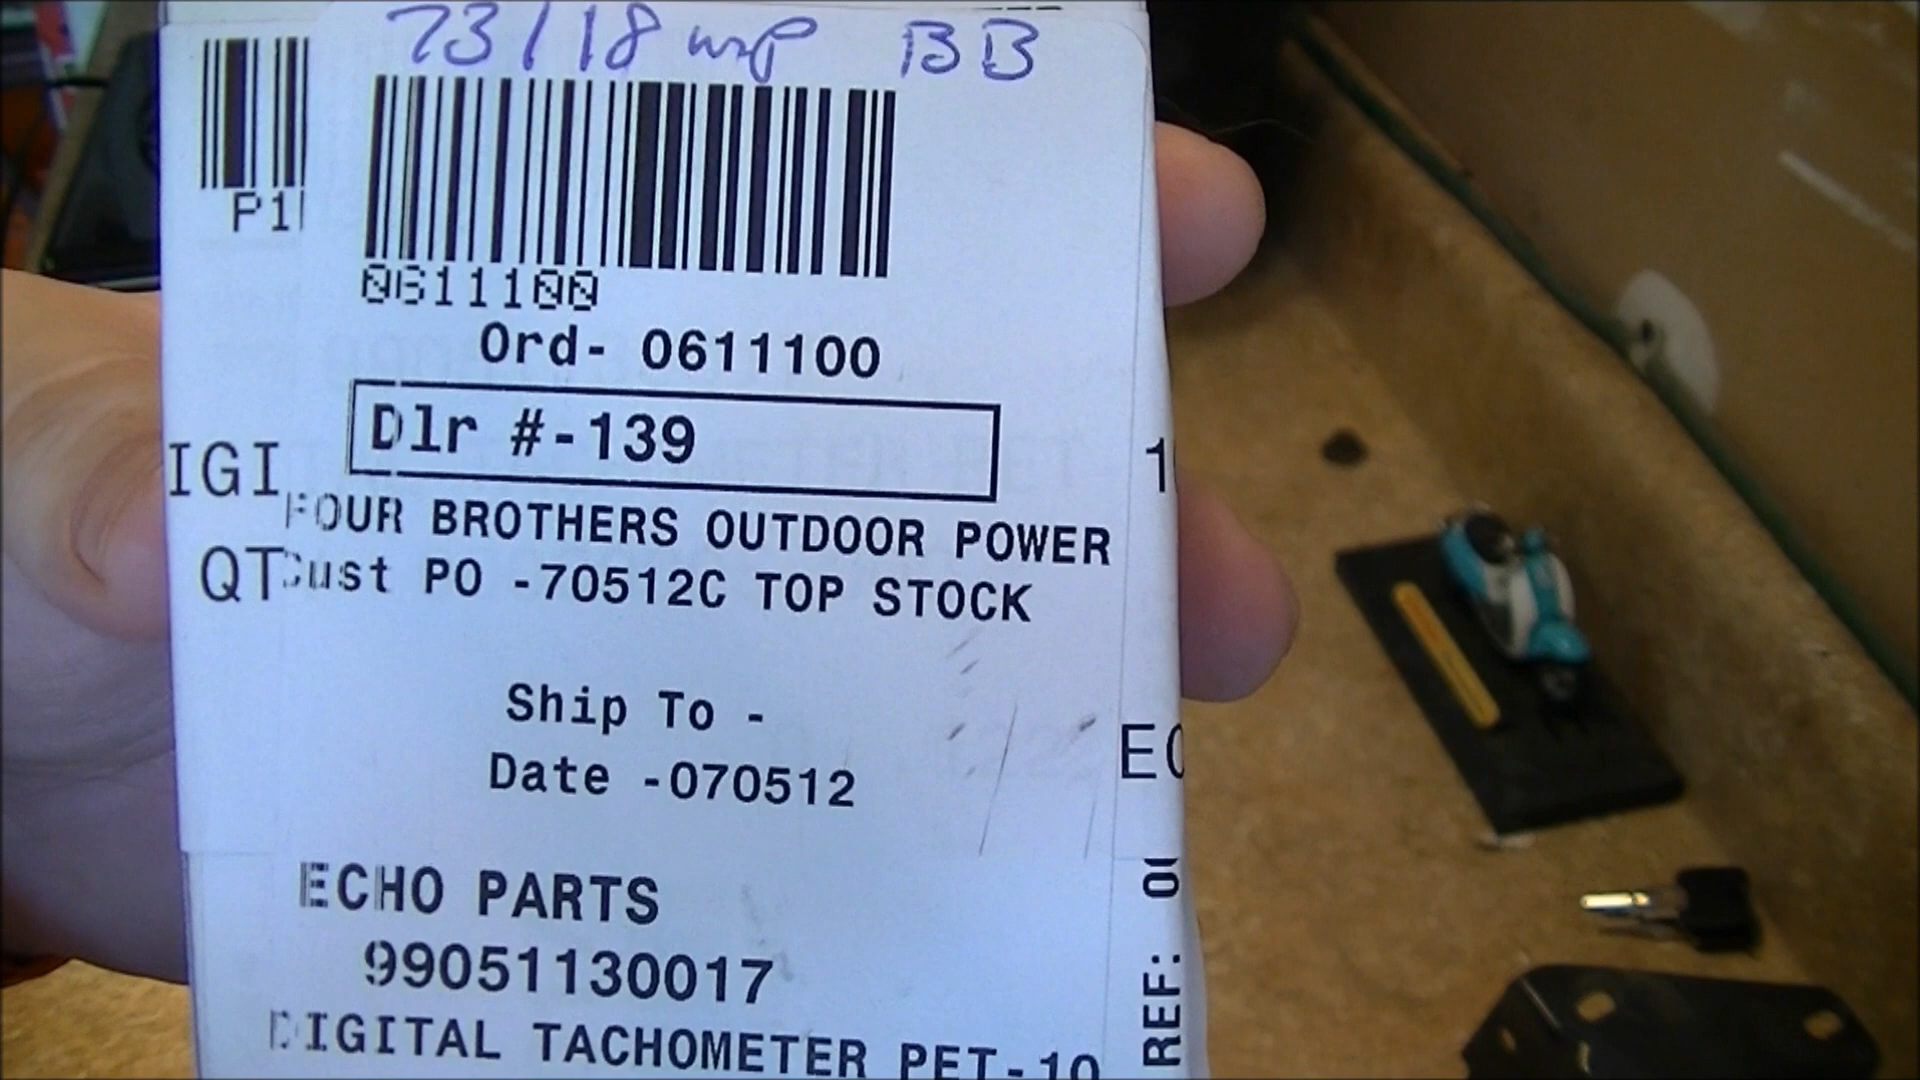 73/18 wsp BB
P1
0611100
Ord- 0611100
Dlr #-139
IGI
1
FOUR BROTHERS OUTDOOR POWER
QT
Cust PO -70512C TOP STOCK
Ship To -
EC
Date -070512
ECHO PARTS
99051130017
DIGITAL TACHOMETER PET-10
REF: